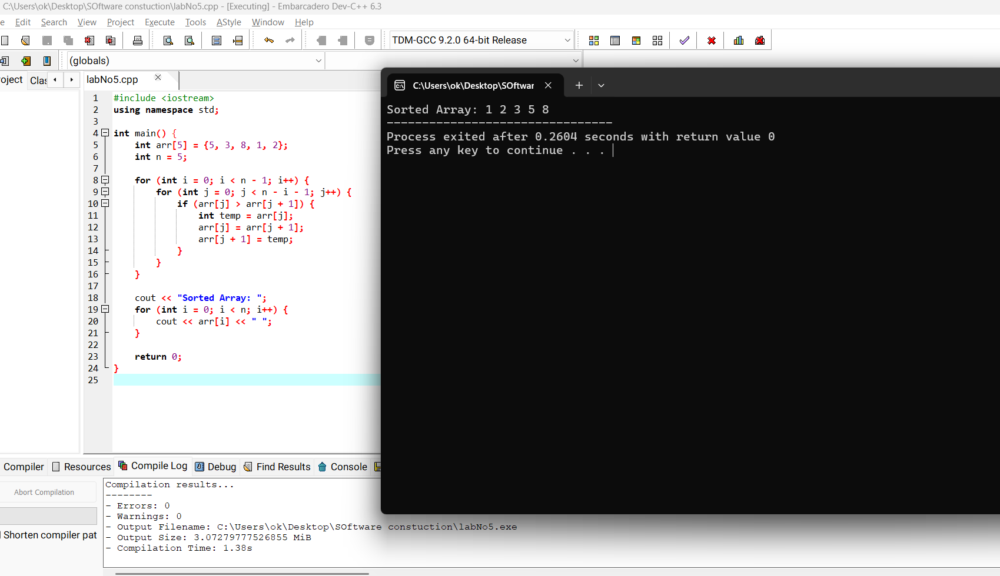 C:\Users\ok\Desktop\SOftware constuction\labNo5.cpp - [Executing] - Embarcadero Dev-C++ 6.3
e Edit Search View Project Execute Tools AStyle Window Help
TDM-GCC 9.2.0 64-bit Release
(globals)
oject Clas labNo5.cpp
1 #include <iostream>
2 using namespace std;
3
4 int main() {
5 int arr[5] = {5, 3, 8, 1, 2};
6 int n = 5;
7
8 for (int i = 0; i < n - 1; i++) {
9 for (int j = 0; j < n - i - 1; j++) {
10 if (arr[j] > arr[j + 1]) {
11 int temp = arr[j];
12 arr[j] = arr[j + 1];
13 arr[j + 1] = temp;
14 }
15 }
16 }
17
18 cout << "Sorted Array: ";
19 for (int i = 0; i < n; i++) {
20 cout << arr[i] << " ";
21 }
22
23 return 0;
24 }
25
C:\Users\ok\Desktop\SOftwar
Sorted Array: 1 2 3 5 8
--------------------------------
Process exited after 0.2604 seconds with return value 0
Press any key to continue . . .
Compiler Resources Compile Log Debug Find Results Console
Abort Compilation
Shorten compiler pat
Compilation results...
--------
- Errors: 0
- Warnings: 0
- Output Filename: C:\Users\ok\Desktop\SOftware constuction\labNo5.exe
- Output Size: 3.07279777526855 MiB
- Compilation Time: 1.38s